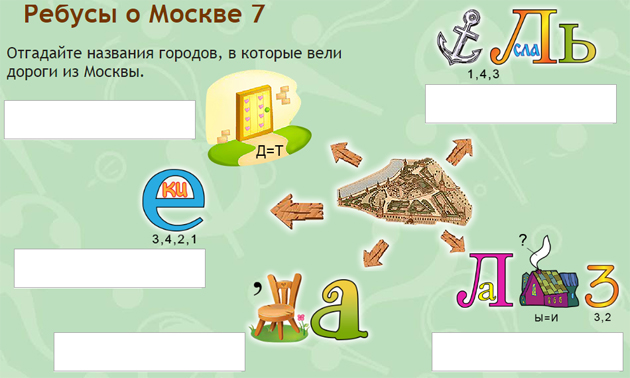 Ребусы о Москве 7
Отгадайте названия городов, в которые вели
дороги из Москвы.
Л сла Ь
1,4,3
Д=Т
е ки
3,4,2,1
?
Л а З
ы=и 3,2
’ а